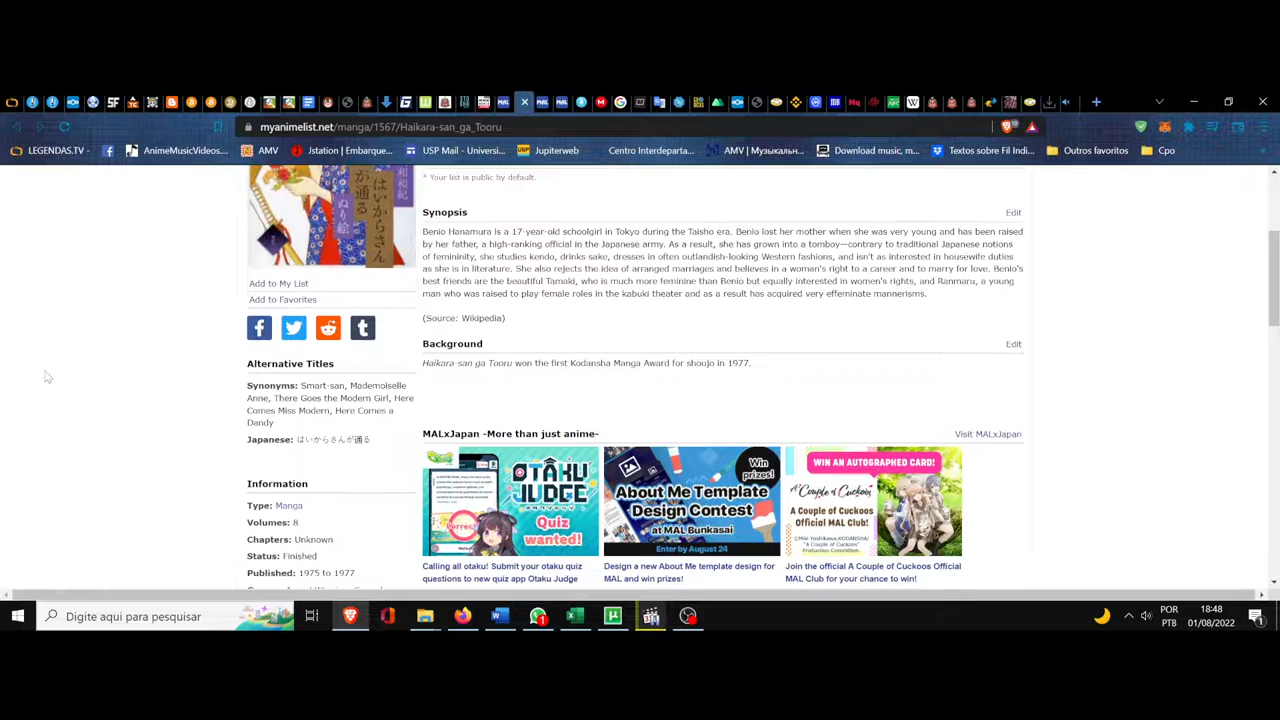 myanimelist.net/manga/1567/Haikara-san_ga_Tooru
LEGENDAS.TV
AMV
AnimeMusicVideos...
Jstation | Embarque...
USP Mail - Universi...
Jupiterweb
Centro Interdeparta...
AMV | Музыкальн...
Download music, m...
Textos sobre Fil Indi...
Outros favoritos
Cpo
* Your list is public by default.
Synopsis
Edit
Benio Hanamura is a 17-year-old schoolgirl in Tokyo during the Taisho era. Benio lost her mother when she was very young and has been raised
by her father, a high-ranking official in the Japanese army. As a result, she has grown into a tomboy—contrary to traditional Japanese notions
of femininity, she studies kendo, drinks sake, dresses in often outlandish-looking Western fashions, and isn't as interested in housewife duties
as she is in literature. She also rejects the idea of arranged marriages and believes in a woman's right to a career and to marry for love. Benio's
best friends are the beautiful Tamaki, who is much more feminine than Benio but equally interested in women's rights, and Ranmaru, a young
man who was raised to play female roles in the kabuki theater and as a result has acquired very effeminate mannerisms.
(Source: Wikipedia)
Background
Edit
Haikara-san ga Tooru won the first Kodansha Manga Award for shoujo in 1977.
Add to My List
Add to Favorites
Alternative Titles
Synonyms: Smart-san, Mademoiselle
Anne, There Goes the Modern Girl, Here
Comes Miss Modern, Here Comes a
Dandy
Japanese: はいからさんが通る
Information
Type: Manga
Volumes: 8
Chapters: Unknown
Status: Finished
Published: 1975 to 1977
MALxJapan -More than just anime-
Visit MALxJapan
OTAKU
JUDGE
Quiz
wanted!
Correct
Calling all otaku! Submit your otaku quiz
questions to new quiz app Otaku Judge
Win
prizes!
About Me Template
Design Contest
at MAL Bunkasai
Enter by August 24
Design a new About Me template design for
MAL and win prizes!
WIN AN AUTOGRAPHED CARD!
A Couple of Cuckoos
A Couple of Cuckoos
Official MAL Club!
©Miki Yoshikawa,KODANSHA/
"A Couple of Cuckoos"
Production Committee.
Join the official A Couple of Cuckoos Official
MAL Club for your chance to win!
Digite aqui para pesquisar
POR
PTB
18:48
01/08/2022